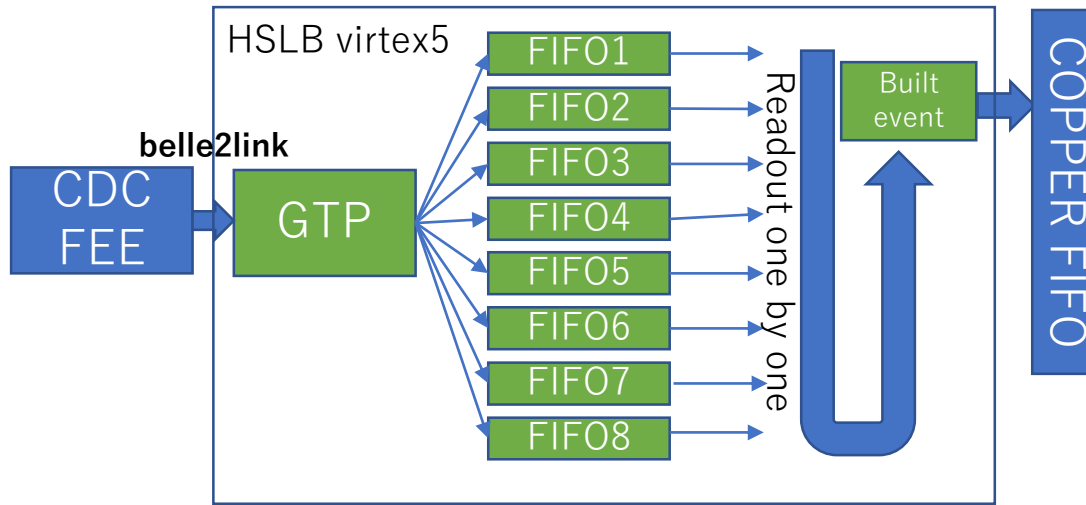 HSLB virtex5
belle2link
CDC
FEE
GTP
FIFO1
FIFO2
FIFO3
FIFO4
FIFO5
FIFO6
FIFO7
FIFO8
Readout one by one
Built
event
COPPER FIFO